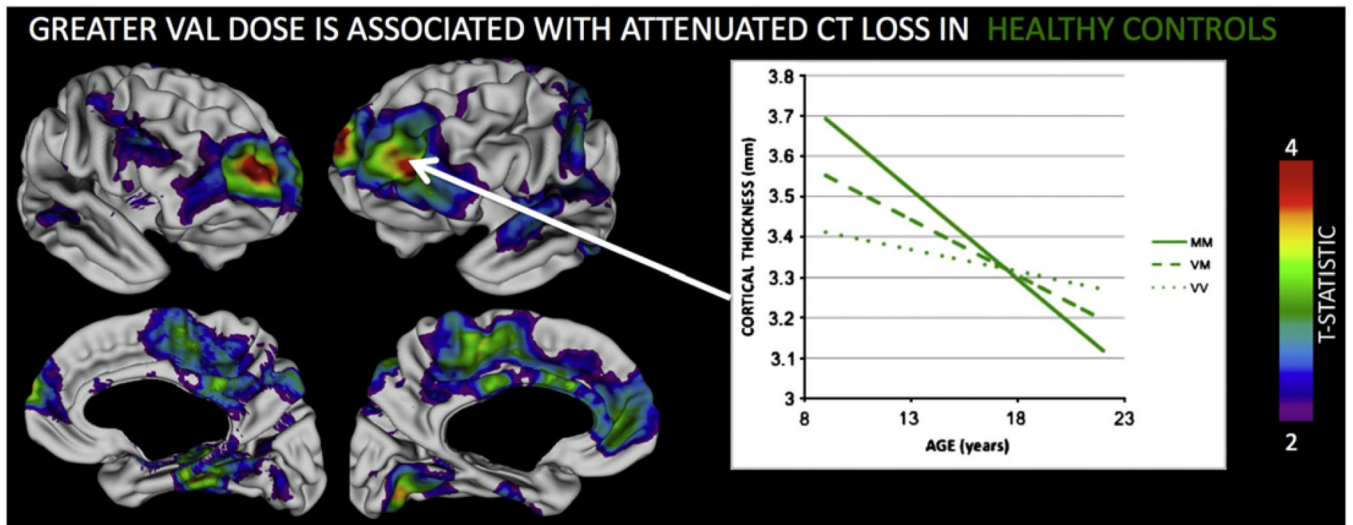 GREATER VAL DOSE IS ASSOCIATED WITH ATTENUATED CT LOSS IN HEALTHY CONTROLS
3.8
3.7
3.6
3.5
3.4
3.3
3.2
3.1
3
CORTICAL THICKNESS (mm)
8 13 18 23
AGE (years)
MM
VM
VV
4
T-STATISTIC
2